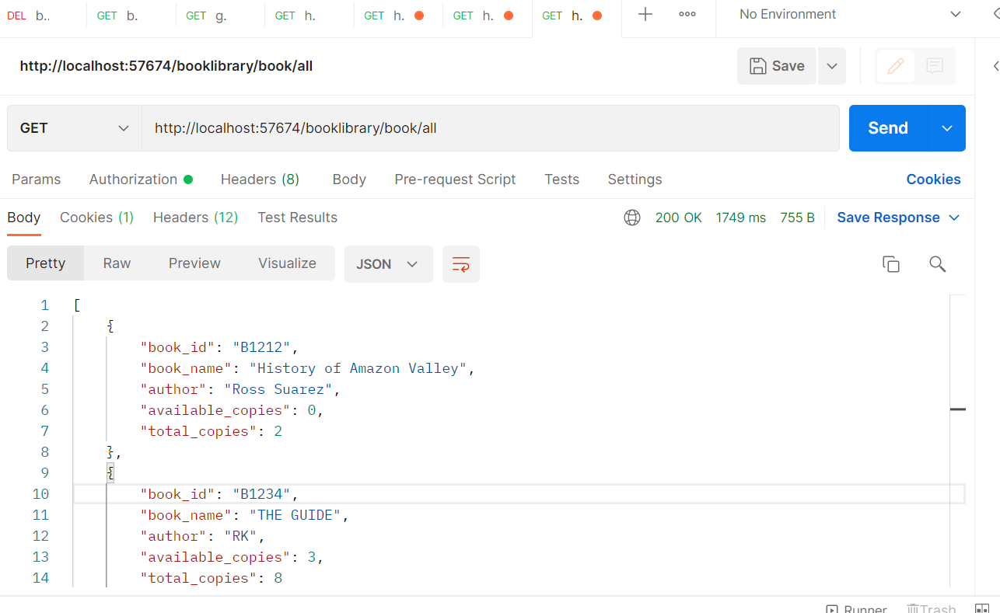 DEL b.. GET b. GET g. GET h. GET h. GET h. GET h. No Environment
http://localhost:57674/booklibrary/book/all Save
GET http://localhost:57674/booklibrary/book/all Send
Params Authorization Headers (8) Body Pre-request Script Tests Settings Cookies
Body Cookies (1) Headers (12) Test Results 200 OK 1749 ms 755 B Save Response
Pretty Raw Preview Visualize JSON
1 [
2 {
3 "book_id": "B1212",
4 "book_name": "History of Amazon Valley",
5 "author": "Ross Suarez",
6 "available_copies": 0,
7 "total_copies": 2
8 },
9 {
10 "book_id": "B1234",
11 "book_name": "THE GUIDE",
12 "author": "RK",
13 "available_copies": 3,
14 "total_copies": 8
Runner Trash